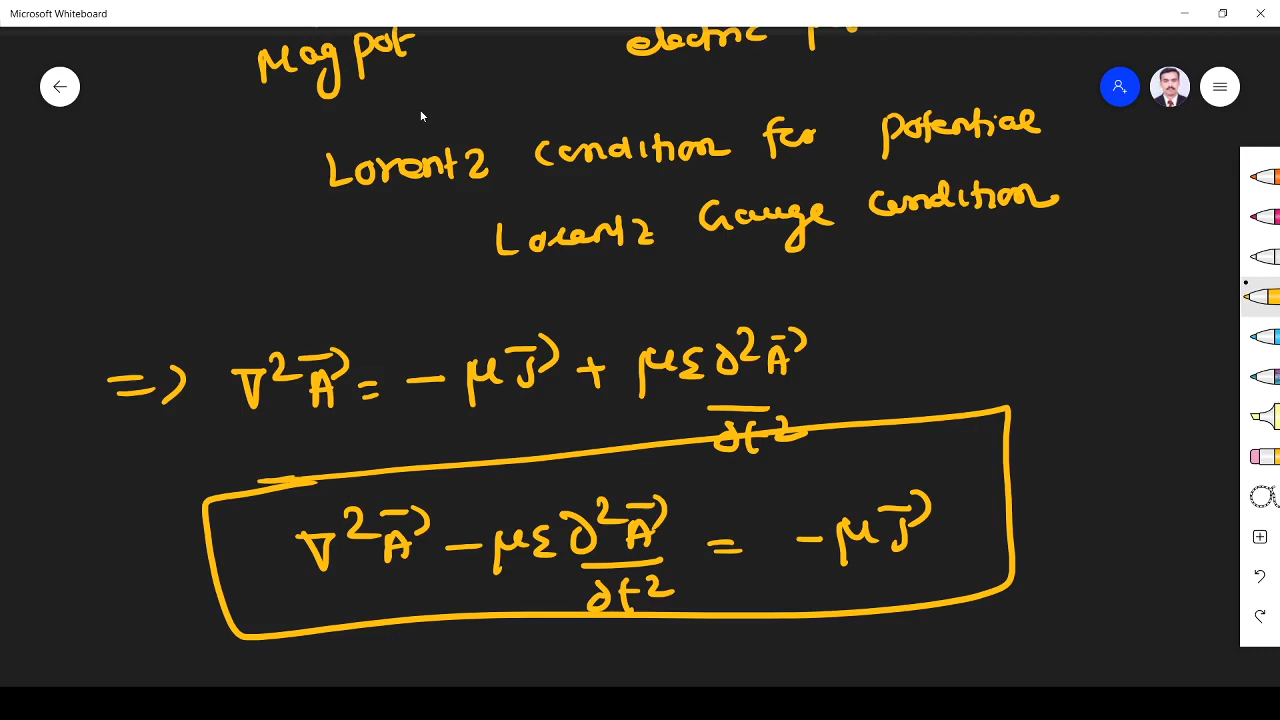 Microsoft Whiteboard
Mag pot electric
Lorentz condition for potential
Lorentz Gauge condition
=> ∇²A⃗ = - μJ⃗ + με ∂²A⃗/∂t²
∇²A⃗ - με ∂²A⃗/∂t² = - μJ⃗